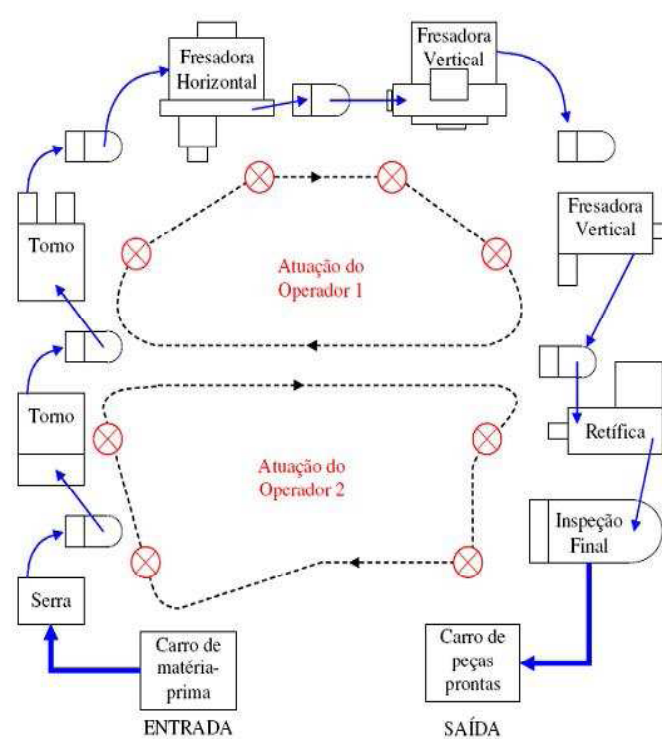 Fresadora
Horizontal
Fresadora
Vertical
Torno
Fresadora
Vertical
Atuação do
Operador 1
Torno
Retífica
Atuação do
Operador 2
Inspeção
Final
Serra
Carro de
matéria-
prima
Carro de
peças
prontas
ENTRADA
SAÍDA